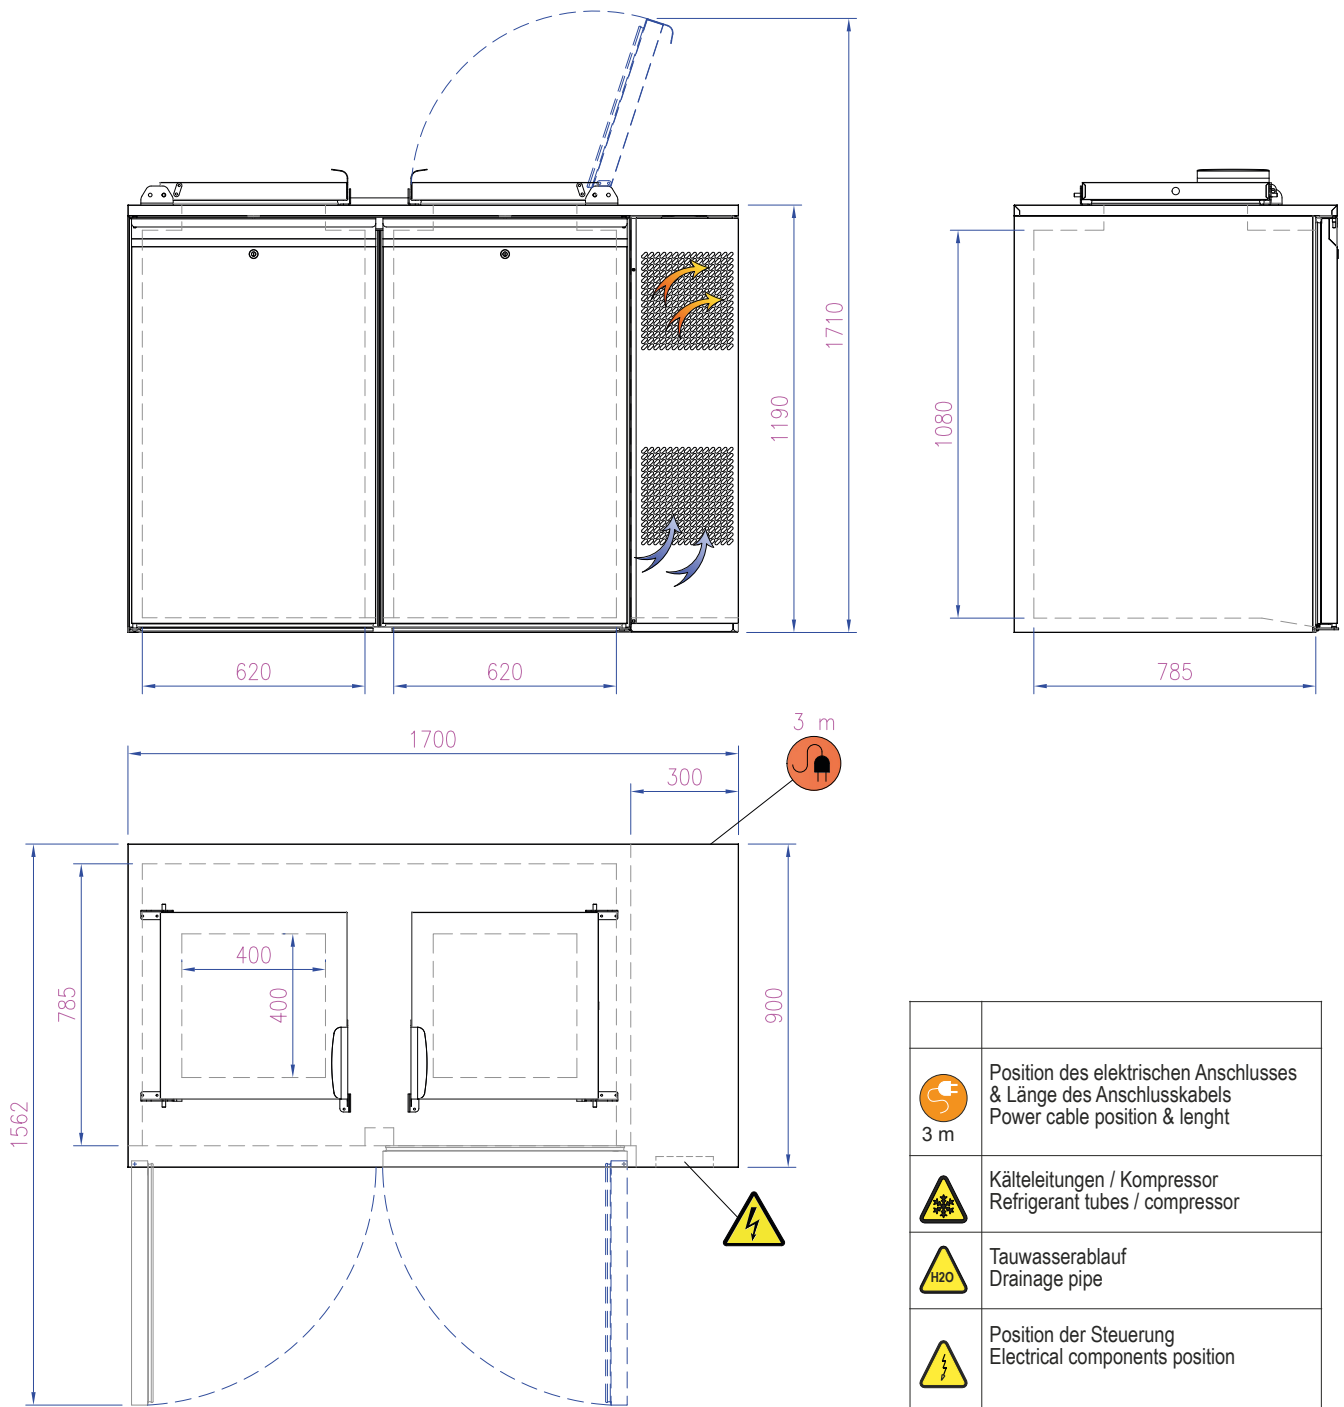 1710
1190
1080
620
620
785
3 m
1700
300
785
400
400
900
1562
Position des elektrischen Anschlusses
& Länge des Anschlusskabels
Power cable position & lenght
3 m
Kälteleitungen / Kompressor
Refrigerant tubes / compressor
H2O
Tauwasserablauf
Drainage pipe
Position der Steuerung
Electrical components position